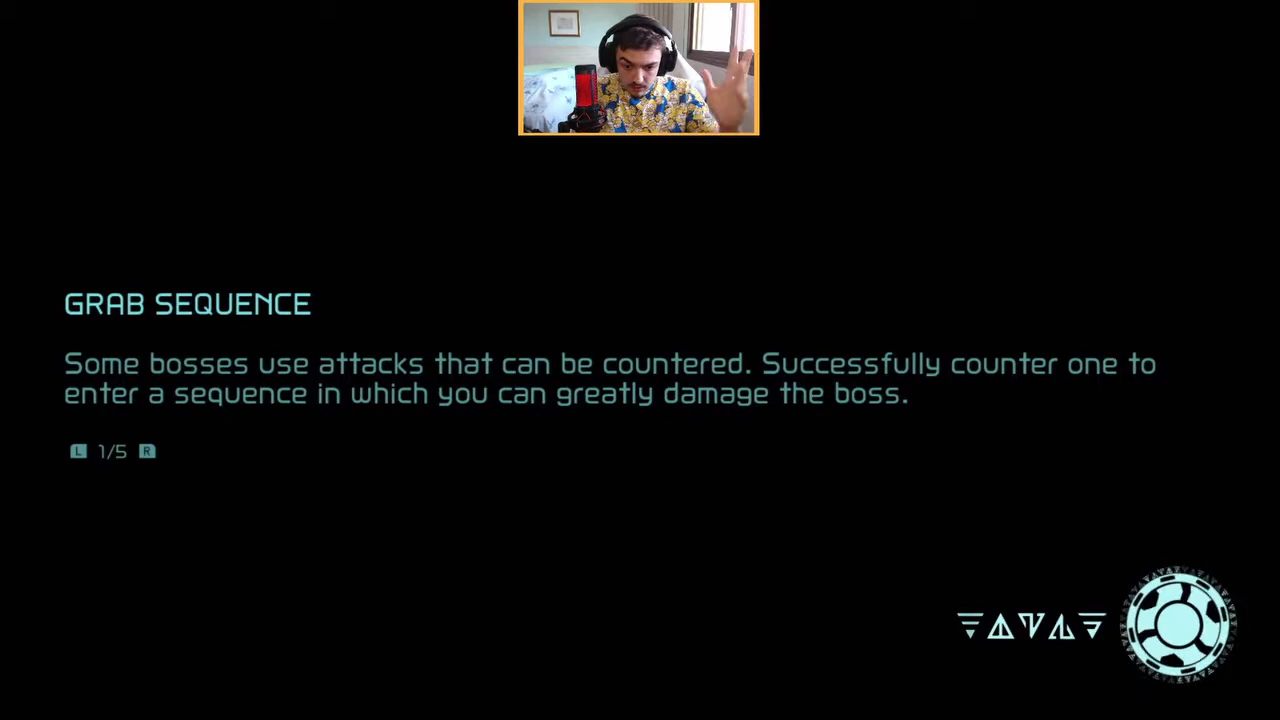 GRAB SEQUENCE
Some bosses use attacks that can be countered. Successfully counter one to
enter a sequence in which you can greatly damage the boss.
L 1/5 R